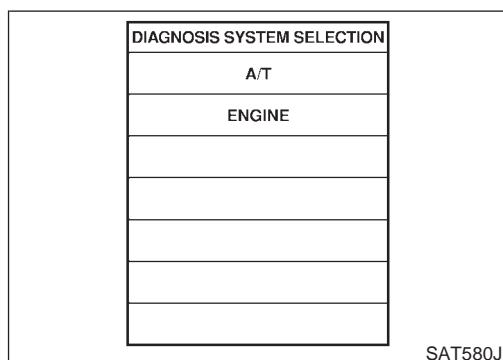 DIAGNOSIS SYSTEM SELECTION
A/T
ENGINE
SAT580J